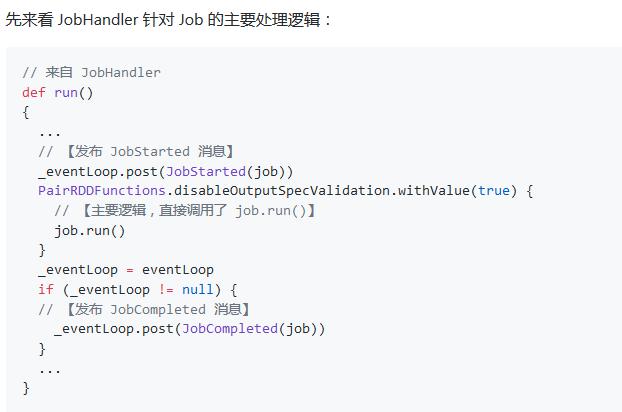 先来看 JobHandler 针对 Job 的主要处理逻辑：
// 来自 JobHandler
def run()
{
  ...
  // 【发布 JobStarted 消息】
  _eventLoop.post(JobStarted(job))
  PairRDDFunctions.disableOutputSpecValidation.withValue(true) {
    // 【主要逻辑，直接调用了 job.run()】
    job.run()
  }
  _eventLoop = eventLoop
  if (_eventLoop != null) {
  // 【发布 JobCompleted 消息】
    _eventLoop.post(JobCompleted(job))
  }
  ...
}